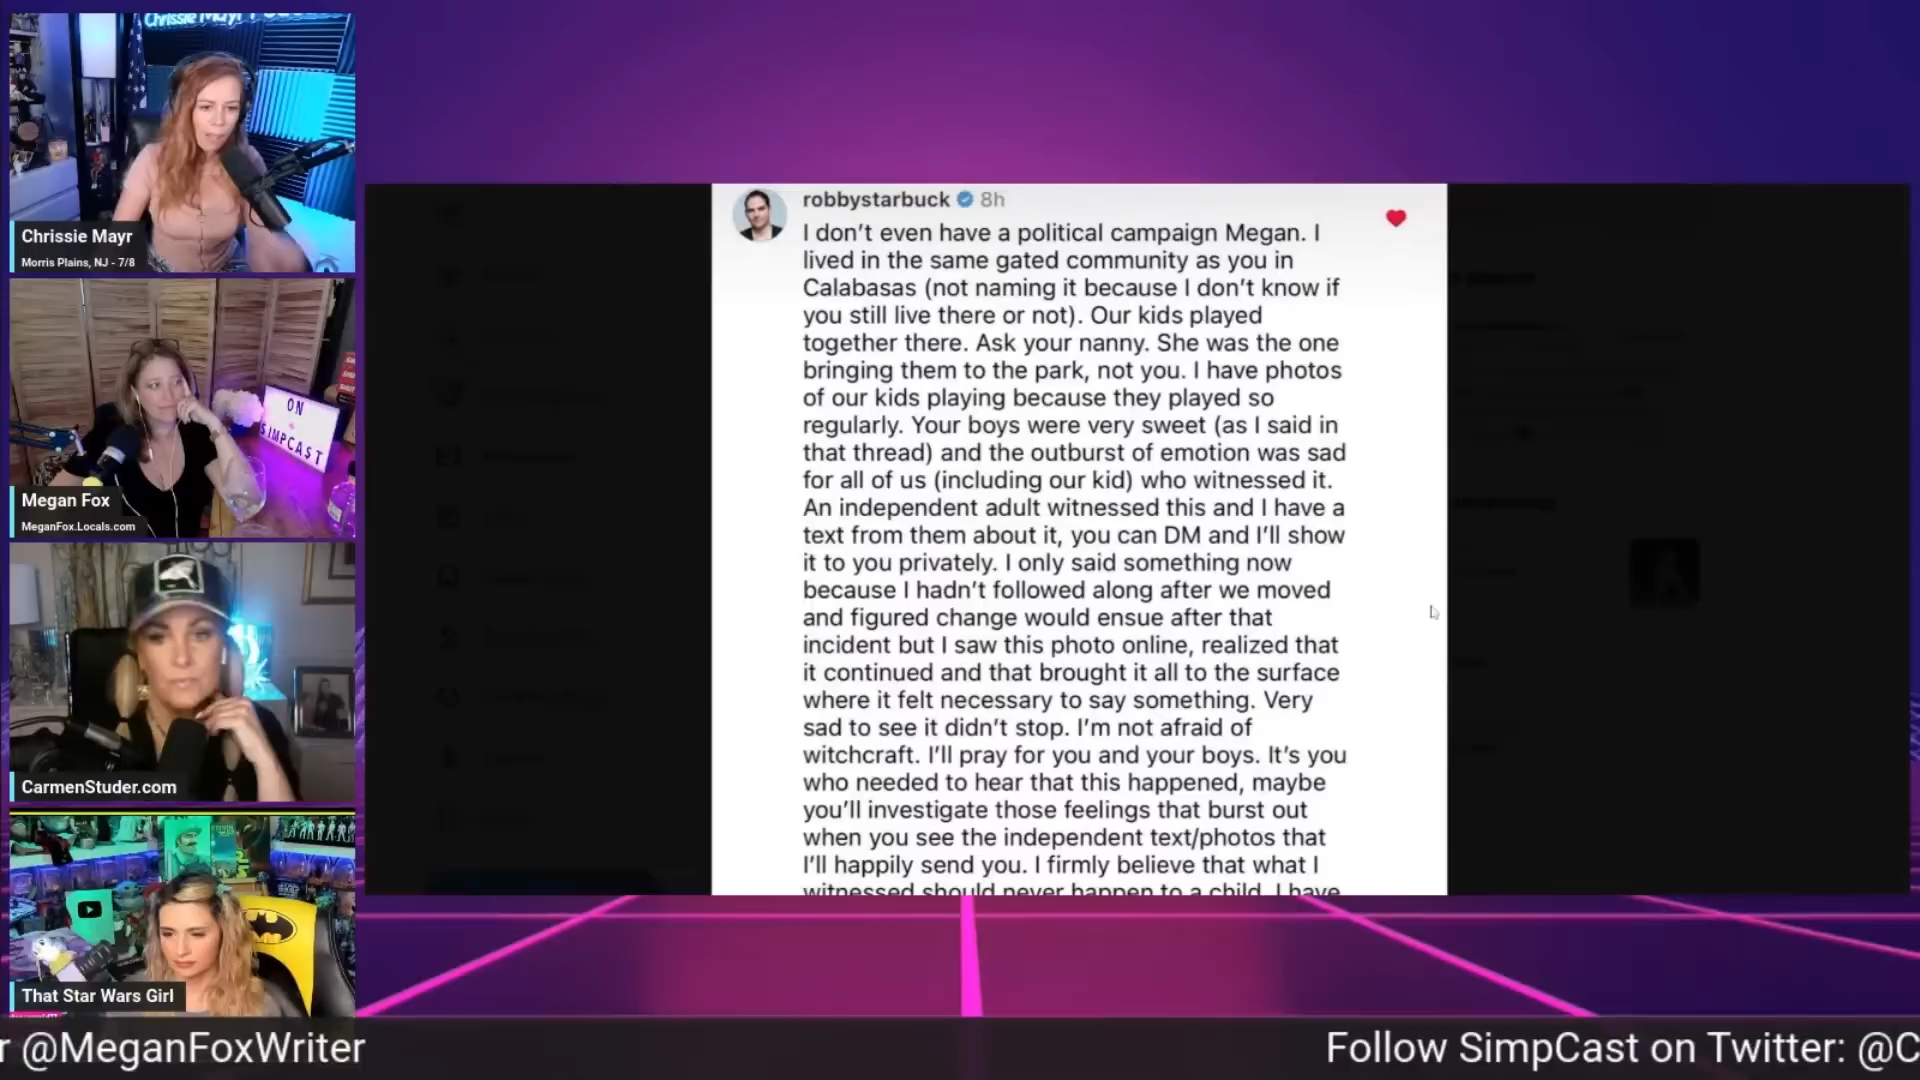 Chrissie Mayr
Morris Plains, NJ - 7/8
ON
SIMPCAST
Megan Fox
MeganFox.Locals.com
CarmenStuder.com
That Star Wars Girl
robbystarbuck 8h
I don't even have a political campaign Megan. I
lived in the same gated community as you in
Calabasas (not naming it because I don't know if
you still live there or not). Our kids played
together there. Ask your nanny. She was the one
bringing them to the park, not you. I have photos
of our kids playing because they played so
regularly. Your boys were very sweet (as I said in
that thread) and the outburst of emotion was sad
for all of us (including our kid) who witnessed it.
An independent adult witnessed this and I have a
text from them about it, you can DM and I'll show
it to you privately. I only said something now
because I hadn't followed along after we moved
and figured change would ensue after that
incident but I saw this photo online, realized that
it continued and that brought it all to the surface
where it felt necessary to say something. Very
sad to see it didn't stop. I'm not afraid of
witchcraft. I'll pray for you and your boys. It's you
who needed to hear that this happened, maybe
you'll investigate those feelings that burst out
when you see the independent text/photos that
I'll happily send you. I firmly believe that what I
witnessed should never happen to a child. I have
r @MeganFoxWriter
Follow SimpCast on Twitter: @C